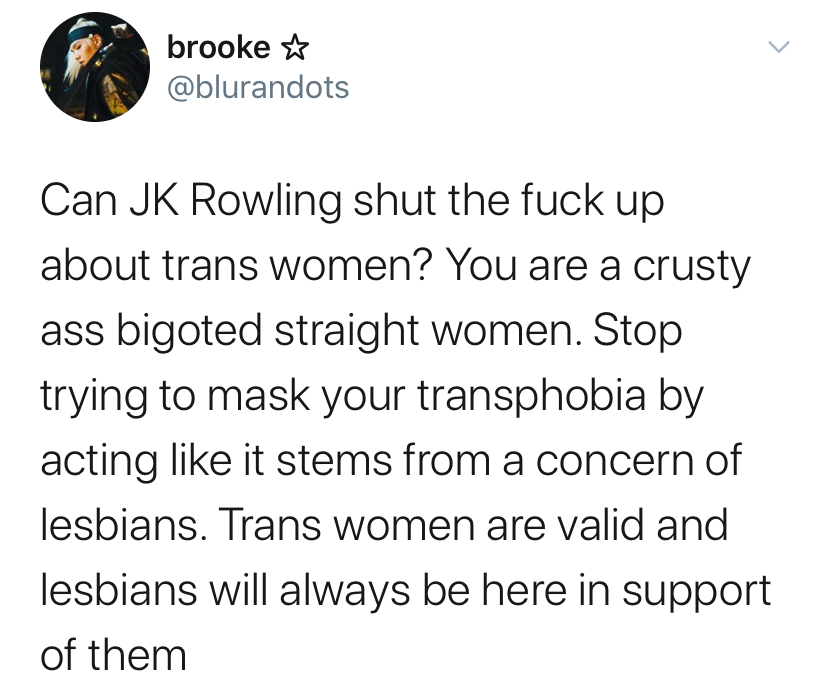 brooke ☆
@blurandots
Can JK Rowling shut the fuck up
about trans women? You are a crusty
ass bigoted straight women. Stop
trying to mask your transphobia by
acting like it stems from a concern of
lesbians. Trans women are valid and
lesbians will always be here in support
of them